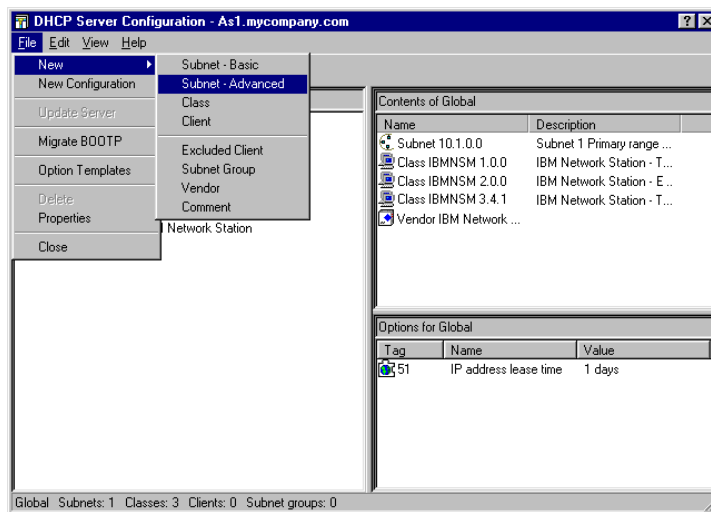 DHCP Server Configuration - As1.mycompany.com
File Edit View Help
New
New Configuration
Update Server
Migrate BOOTP
Option Templates
Delete
Properties
Close
Subnet - Basic
Subnet - Advanced
Class
Client
Excluded Client
Subnet Group
Vendor
Comment
Network Station
Contents of Global
Name Description
Subnet 10.1.0.0 Subnet 1 Primary range ...
Class IBMNSM 1.0.0 IBM Network Station - T...
Class IBMNSM 2.0.0 IBM Network Station - E...
Class IBMNSM 3.4.1 IBM Network Station - T...
Vendor IBM Network ...
Options for Global
Tag Name Value
51 IP address lease time 1 days
Global Subnets: 1 Classes: 3 Clients: 0 Subnet groups: 0